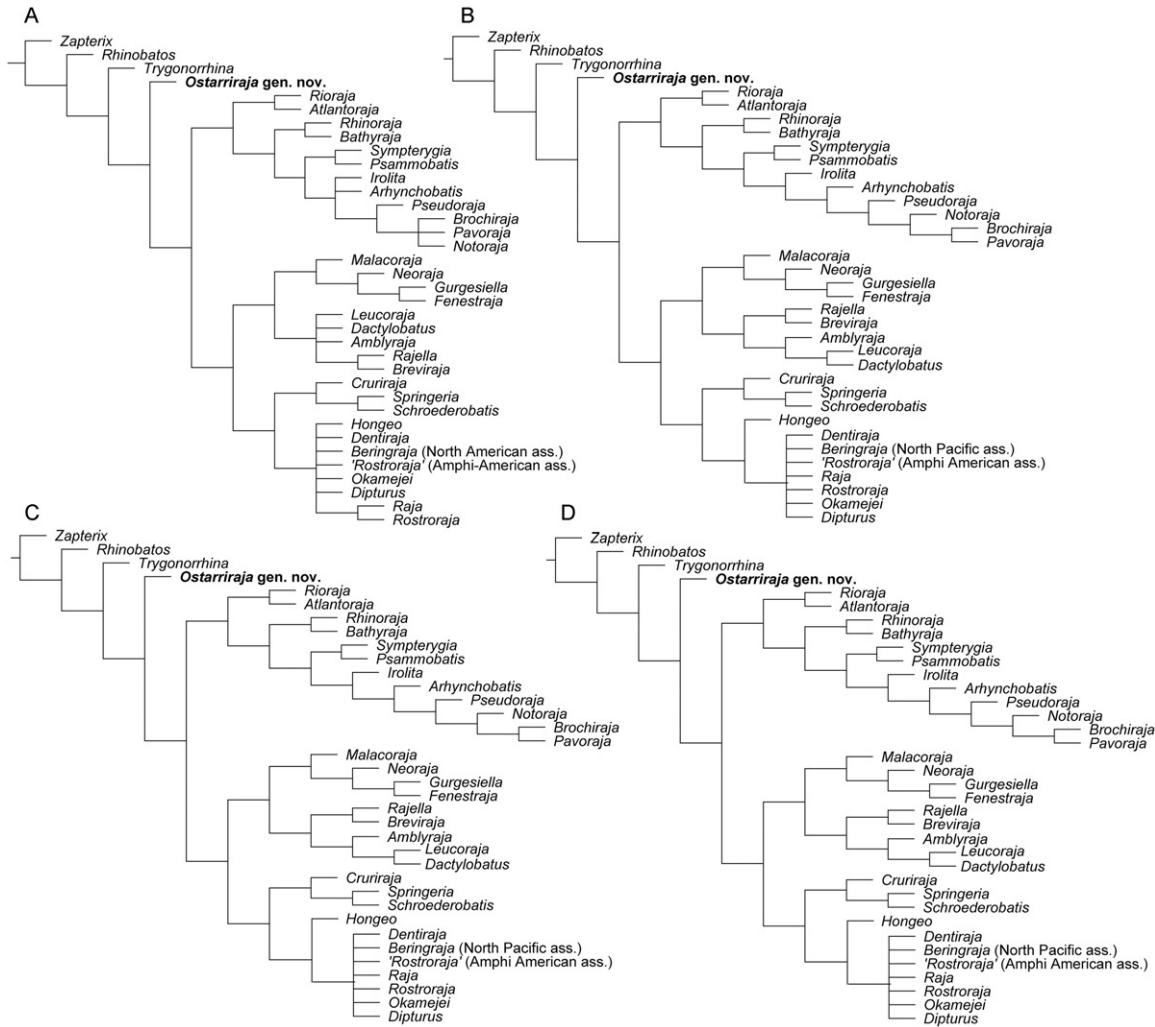 A
Zapterix
Rhinobatos
Trygonorrhina
Ostarriraja gen. nov.
Rioraja
Atlantoraja
Rhinoraja
Bathyraja
Sympterygia
Psammobatis
Irolita
Arhynchobatis
Pseudoraja
Brochiraja
Pavoraja
Notoraja
Malacoraja
Neoraja
Gurgesiella
Fenestraja
Leucoraja
Dactylobatus
Amblyraja
Rajella
Breviraja
Cruriraja
Springeria
Schroederobatis
Hongeo
Dentiraja
Beringraja (North American ass.)
'Rostroraja' (Amphi-American ass.)
Okamejei
Dipturus
Raja
Rostroraja
B
Zapterix
Rhinobatos
Trygonorrhina
Ostarriraja gen. nov.
Rioraja
Atlantoraja
Rhinoraja
Bathyraja
Sympterygia
Psammobatis
Irolita
Arhynchobatis
Pseudoraja
Notoraja
Brochiraja
Pavoraja
Malacoraja
Neoraja
Gurgesiella
Fenestraja
Rajella
Breviraja
Amblyraja
Leucoraja
Dactylobatus
Cruriraja
Springeria
Schroederobatis
Hongeo
Dentiraja
Beringraja (North Pacific ass.)
'Rostroraja' (Amphi American ass.)
Raja
Rostroraja
Okamejei
Dipturus
C
Zapterix
Rhinobatos
Trygonorrhina
Ostarriraja gen. nov.
Rioraja
Atlantoraja
Rhinoraja
Bathyraja
Sympterygia
Psammobatis
Irolita
Arhynchobatis
Pseudoraja
Notoraja
Brochiraja
Pavoraja
Malacoraja
Neoraja
Gurgesiella
Fenestraja
Rajella
Breviraja
Amblyraja
Leucoraja
Dactylobatus
Cruriraja
Springeria
Schroederobatis
Hongeo
Dentiraja
Beringraja (North Pacific ass.)
'Rostroraja' (Amphi American ass.)
Raja
Rostroraja
Okamejei
Dipturus
D
Zapterix
Rhinobatos
Trygonorrhina
Ostarriraja gen. nov.
Rioraja
Atlantoraja
Rhinoraja
Bathyraja
Sympterygia
Psammobatis
Irolita
Arhynchobatis
Pseudoraja
Notoraja
Brochiraja
Pavoraja
Malacoraja
Neoraja
Gurgesiella
Fenestraja
Rajella
Breviraja
Amblyraja
Leucoraja
Dactylobatus
Cruriraja
Springeria
Schroederobatis
Hongeo
Dentiraja
Beringraja (North Pacific ass.)
'Rostroraja' (Amphi American ass.)
Raja
Rostroraja
Okamejei
Dipturus